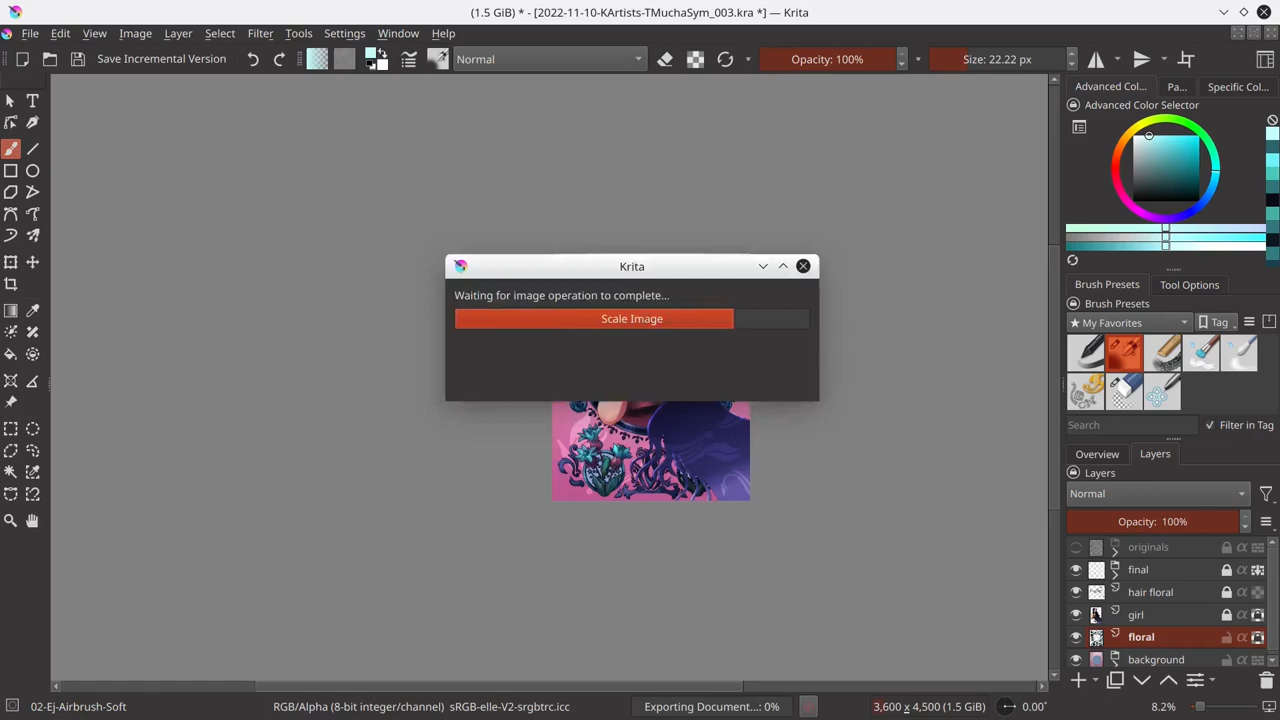 (1.5 GiB) * - [2022-11-10-KArtists-TMuchaSym_003.kra *] — Krita
File Edit View Image Layer Select Filter Tools Settings Window Help
Save Incremental Version
Normal
Opacity: 100%
Size: 22.22 px
Advanced Col... Pa... Specific Col...
Advanced Color Selector
Krita
Waiting for image operation to complete...
Scale Image
Brush Presets Tool Options
Brush Presets
★ My Favorites Tag
Search Filter in Tag
Overview Layers
Layers
Normal
Opacity: 100%
originals
final
hair floral
girl
floral
background
02-Ej-Airbrush-Soft
RGB/Alpha (8-bit integer/channel) sRGB-elle-V2-srgbtrc.icc
Exporting Document...: 0%
3,600 x 4,500 (1.5 GiB)
0.00°
8.2%